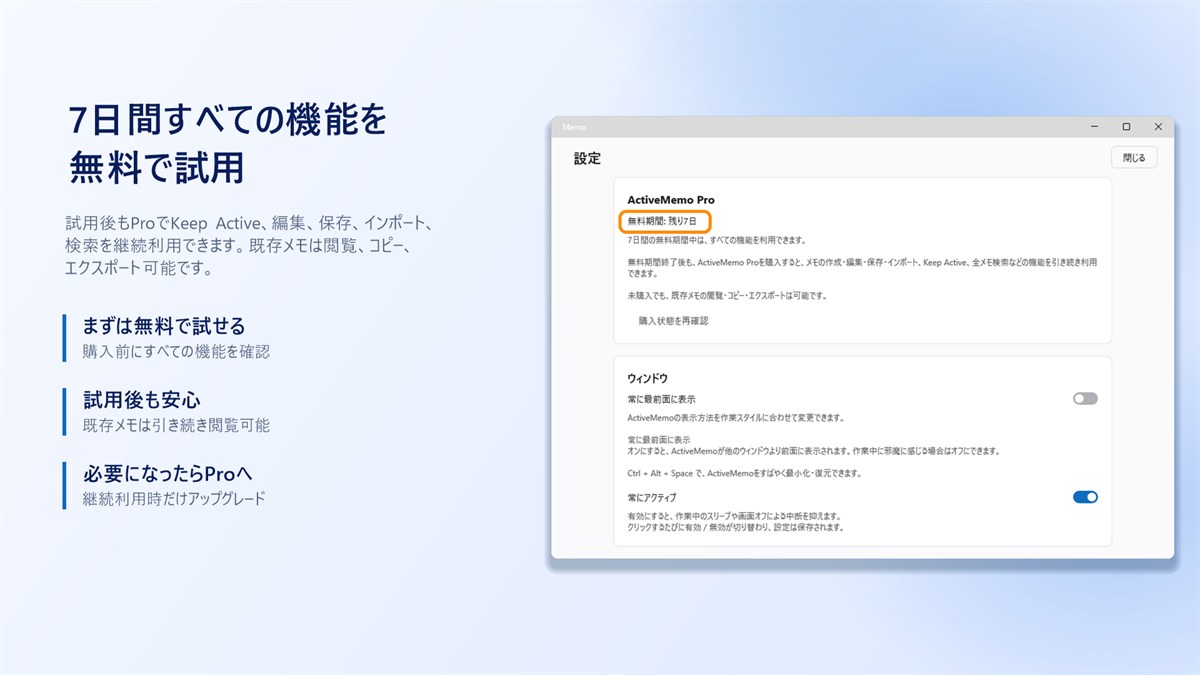 7日間すべての機能を
無料で試用
試用後もProでKeep Active、編集、保存、インポート、
検索を継続利用できます。既存メモは閲覧、コピー、
エクスポート可能です。
まずは無料で試せる
購入前にすべての機能を確認
試用後も安心
既存メモは引き続き閲覧可能
必要になったらProへ
継続利用時だけアップグレード
Memo
設定
閉じる
ActiveMemo Pro
無料期間: 残り7日
7日間の無料期間中は、すべての機能を利用できます。
無料期間終了後も、ActiveMemo Proを購入すると、メモの作成・編集・保存・インポート、Keep Active、全メモ検索などの機能を引き続き利用
できます。
未購入でも、既存メモの閲覧・コピー・エクスポートは可能です。
購入状態を再確認
ウィンドウ
常に最前面に表示
ActiveMemoの表示方法を作業スタイルに合わせて変更できます。
常に最前面に表示
オンにすると、ActiveMemoが他のウィンドウより前面に表示されます。作業中に邪魔に感じる場合はオフにできます。
Ctrl + Alt + Space で、ActiveMemoをすばやく最小化・復元できます。
常にアクティブ
有効にすると、作業中のスリープや画面オフによる中断を抑えます。
クリックするたびに有効 / 無効が切り替わり、設定は保存されます。